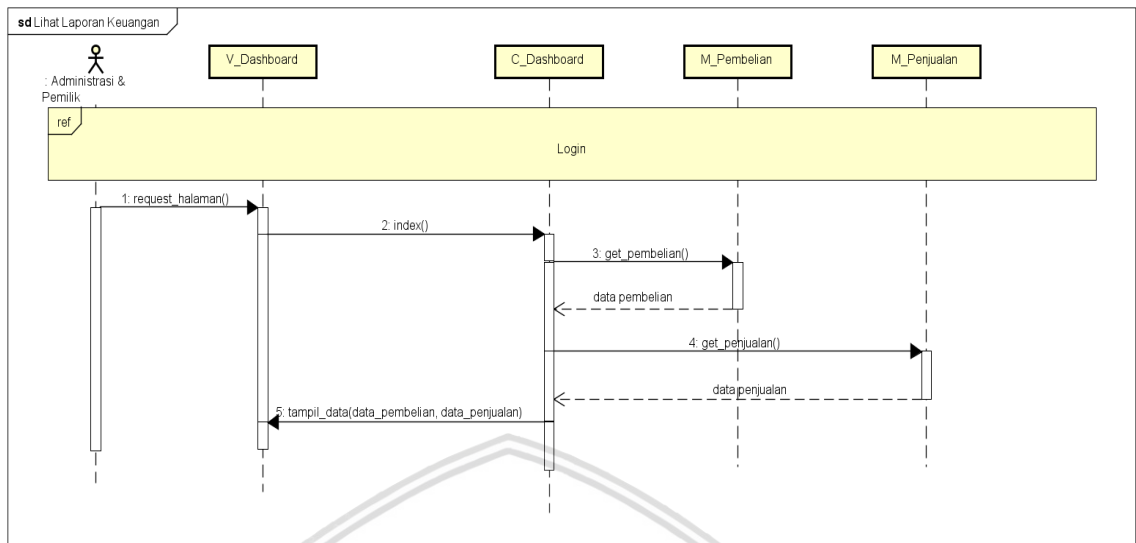 sd Lihat Laporan Keuangan
: Administrasi &
Pemilik
V_Dashboard
C_Dashboard
M_Pembelian
M_Penjualan
ref
Login
1: request_halaman()
2: index()
3: get_pembelian()
data pembelian
4: get_penjualan()
data penjualan
5: tampil_data(data_pembelian, data_penjualan)